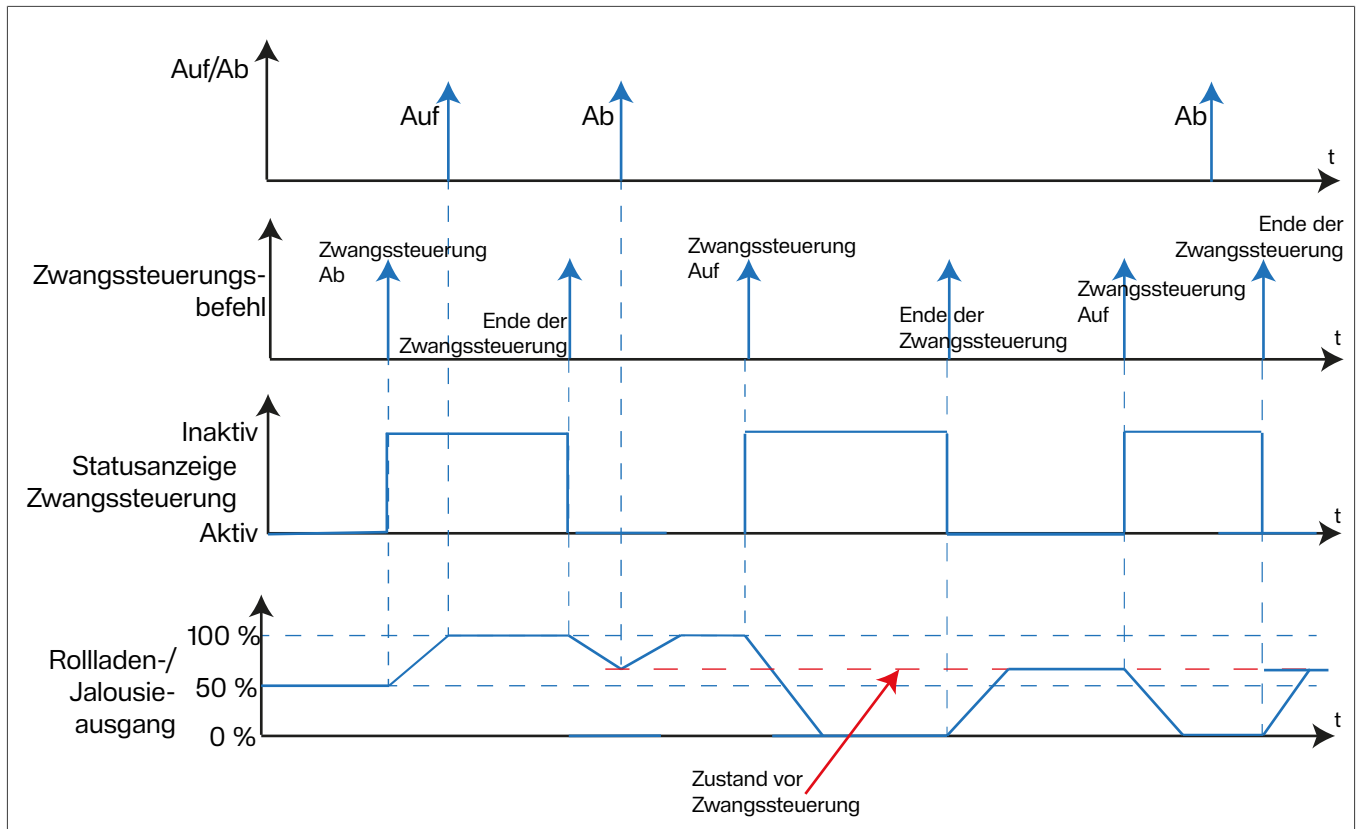 Auf/Ab
Auf
Ab
Ab
t
Zwangssteuerungs-
befehl
Zwangssteuerung
Ab
Ende der
Zwangssteuerung
Zwangssteuerung
Auf
Ende der
Zwangssteuerung
Zwangssteuerung
Auf
Ende der
Zwangssteuerung
t
Inaktiv
Statusanzeige
Zwangssteuerung
Aktiv
t
Rollladen-/
Jalousie-
ausgang
100 %
50 %
0 %
t
Zustand vor
Zwangssteuerung